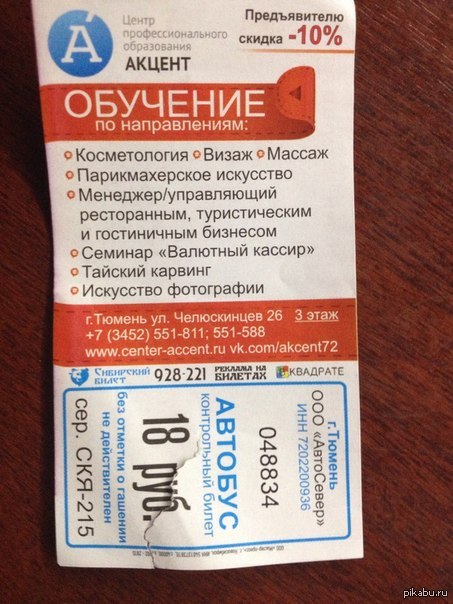 Центр
профессионального
образования
АКЦЕНТ
Предъявителю
скидка -10%
ОБУЧЕНИЕ
по направлениям:
Косметология Визаж Массаж
Парикмахерское искусство
Менеджер/управляющий
ресторанным, туристическим
и гостиничным бизнесом
Семинар «Валютный кассир»
Тайский карвинг
Искусство фотографии
г.Тюмень ул. Челюскинцев 26 3 этаж
+7 (3452) 551-811; 551-588
www.center-accent.ru vk.com/akcent72
Сибирский билет 928-221 РЕКЛАМА НА БИЛЕТАХ КВАДРАТЕ
г.Тюмень
ООО «АвтоСевер»
ИНН 7202200936
048834
АВТОБУС
контрольный билет
18 руб.
без отметки о гашении
не действителен
сер. СКЯ-215
pikabu.ru